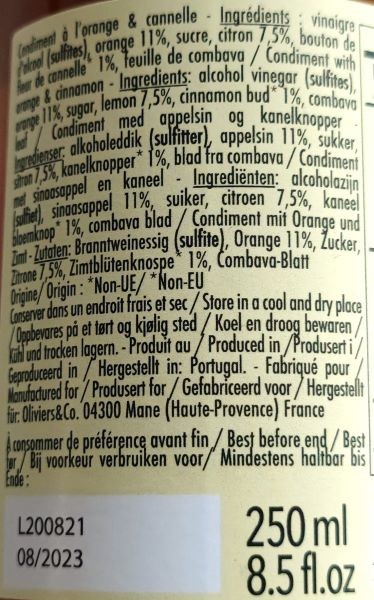 Condiment à l'orange & cannelle - Ingrédients : vinaigre
d'alcool (sulfites), orange 11%, sucre, citron 7,5%, bouton de
fleur de cannelle* 1%, feuille de combava / Condiment with
orange & cinnamon - Ingredients: alcohol vinegar (sulfites),
orange 11%, sugar, lemon 7,5%, cinnamon bud* 1%, combava
leaf / Condiment med appelsin og kanelknopper -
Ingredienser: alkoholeddik (sulfitter), appelsin 11%, sukker,
sitron 7,5%, kanelknopper* 1%, blad fra combava / Condiment
met sinaasappel en kaneel - Ingrediënten: alcoholazijn
(sulfiet), sinaasappel 11%, suiker, citroen 7,5%, kaneel
bloemknop* 1%, combava blad / Condiment mit Orange und
Zimt - Zutaten: Branntweinessig (sulfite), Orange 11%, Zucker,
Zitrone 7,5%, Zimtblütenknospe* 1%, Combava-Blatt
Origine/ Origin : *Non-UE/ *Non-EU
Conserver dans un endroit frais et sec / Store in a cool and dry place
/ Oppbevares på et tørt og kjølig sted / Koel en droog bewaren /
Kühl und trocken lagern. - Produit au / Produced in / Produsert i /
Geproduceerd in / Hergestellt in: Portugal. - Fabriqué pour /
Manufactured for / Produsert for / Gefabriceerd voor / Hergestellt
für: Oliviers&Co. 04300 Mane (Haute-Provence) France
À consommer de préférence avant fin / Best before end / Best
før / Bij voorkeur verbruiken voor/ Mindestens haltbar bis
Ende :
L200821
08/2023
250 ml
8.5 fl.oz